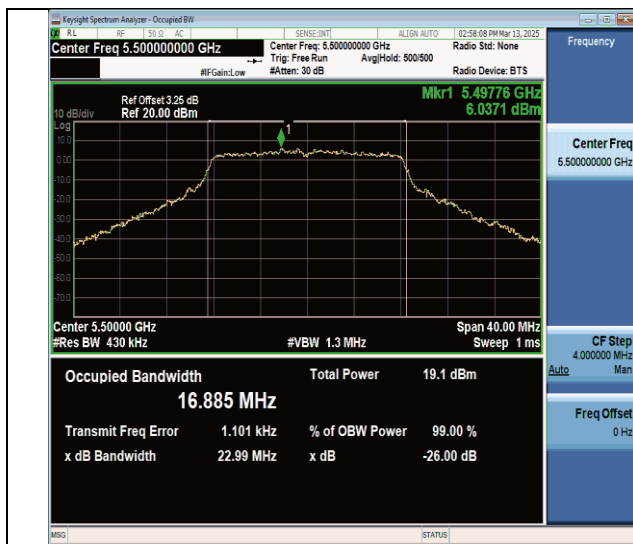 Keysight Spectrum Analyzer - Occupied BW
RL RF 50 Ω AC SENSE:INT ALIGN AUTO 02:58:08 PM Mar 13, 2025
Center Freq 5.500000000 GHz
Center Freq: 5.500000000 GHz Radio Std: None
Trig: Free Run Avg|Hold: 500/500
#IFGain:Low #Atten: 30 dB Radio Device: BTS
Frequency
Mkr1 5.49776 GHz
6.0371 dBm
Ref Offset 3.25 dB
10 dB/div Ref 20.00 dBm
Log
10.0
0.00
-10.0
-20.0
-30.0
-40.0
-50.0
-60.0
-70.0
1
Center 5.50000 GHz Span 40.00 MHz
#Res BW 430 kHz #VBW 1.3 MHz Sweep 1 ms
Occupied Bandwidth Total Power 19.1 dBm
16.885 MHz
Transmit Freq Error 1.101 kHz % of OBW Power 99.00 %
x dB Bandwidth 22.99 MHz x dB -26.00 dB
Center Freq
5.500000000 GHz
CF Step
4.000000 MHz
Auto Man
Freq Offset
0 Hz
MSG STATUS